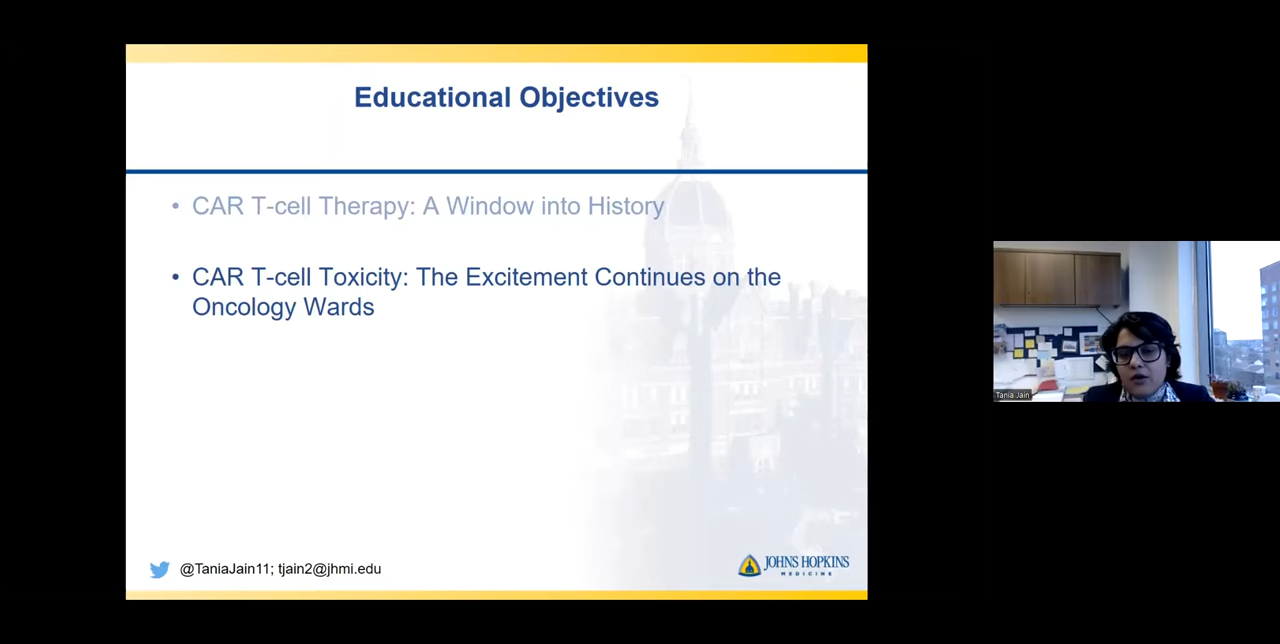 Educational Objectives
• CAR T-cell Therapy: A Window into History
• CAR T-cell Toxicity: The Excitement Continues on the
Oncology Wards
@TaniaJain11; tjain2@jhmi.edu
JOHNS HOPKINS
MEDICINE
Tania Jain